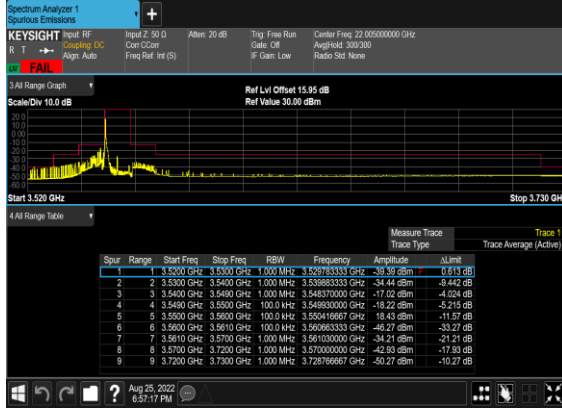 Spectrum Analyzer 1
Spurious Emissions
+
KEYSIGHT Input: RF Input Z: 50 Ω Atten: 20 dB Trig: Free Run Center Freq: 22.005000000 GHz
R T Coupling: DC Corr CCorr Gate: Off Avg|Hold: 300/300
Align: Auto Freq Ref: Int (S) IF Gain: Low Radio Std: None
FAIL
3 All Range Graph
Ref Lvl Offset 15.95 dB
Scale/Div 10.0 dB Ref Value 30.00 dBm
20.0
10.0
0.00
-10.0
-20.0
-30.0
-40.0
-50.0
-60.0
Start 3.520 GHz Stop 3.730 GH
4 All Range Table
Measure Trace Trace 1
Trace Type Trace Average (Active)
Spur Range Start Freq Stop Freq RBW Frequency Amplitude ΔLimit
1 1 3.5200 GHz 3.5300 GHz 1.000 MHz 3.529783333 GHz -39.39 dBm F 0.613 dB
2 2 3.5300 GHz 3.5400 GHz 1.000 MHz 3.539883333 GHz -34.44 dBm -9.442 dB
3 3 3.5400 GHz 3.5490 GHz 1.000 MHz 3.548370000 GHz -17.02 dBm -4.024 dB
4 4 3.5490 GHz 3.5500 GHz 100.0 kHz 3.549930000 GHz -18.22 dBm -5.215 dB
5 5 3.5500 GHz 3.5600 GHz 100.0 kHz 3.550416667 GHz 18.43 dBm -11.57 dB
6 6 3.5600 GHz 3.5610 GHz 100.0 kHz 3.560663333 GHz -46.27 dBm -33.27 dB
7 7 3.5610 GHz 3.5700 GHz 1.000 MHz 3.561030000 GHz -34.21 dBm -21.21 dB
8 8 3.5700 GHz 3.7200 GHz 1.000 MHz 3.570000000 GHz -42.93 dBm -17.93 dB
9 9 3.7200 GHz 3.7300 GHz 1.000 MHz 3.728766667 GHz -50.27 dBm -10.27 dB
? Aug 25, 2022
6:57:17 PM